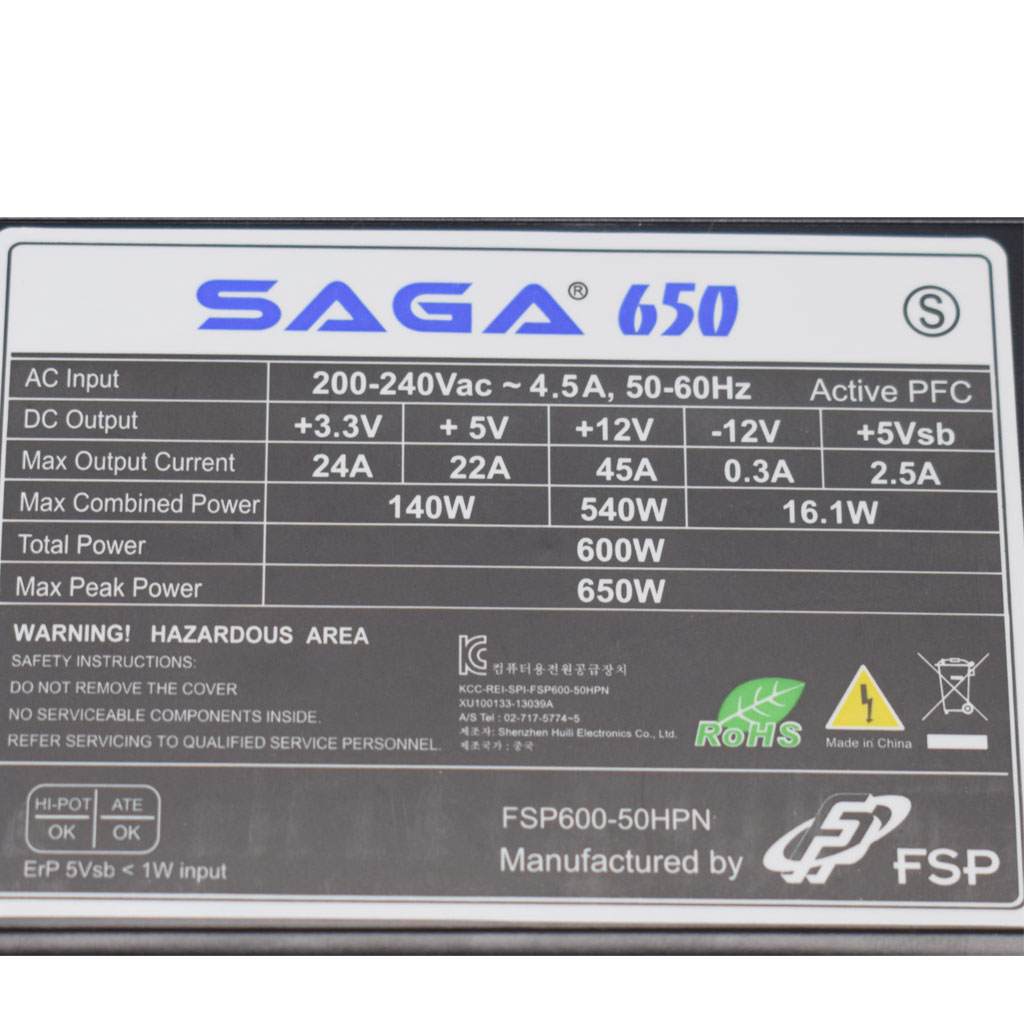 SAGA® 650
S
AC Input 200-240Vac ~ 4.5A, 50-60Hz Active PFC
DC Output +3.3V + 5V +12V -12V +5Vsb
Max Output Current 24A 22A 45A 0.3A 2.5A
Max Combined Power 140W 540W 16.1W
Total Power 600W
Max Peak Power 650W
WARNING! HAZARDOUS AREA
SAFETY INSTRUCTIONS:
DO NOT REMOVE THE COVER
NO SERVICEABLE COMPONENTS INSIDE.
REFER SERVICING TO QUALIFIED SERVICE PERSONNEL.
컴퓨터용전원공급장치
KCC-REI-SPI-FSP600-50HPN
XU100133-13039A
A/S Tel : 02-717-5774~5
제조자: Shenzhen Huili Electronics Co., Ltd.
제조국가 : 중국
RoHS
Made in China
HI-POT ATE
OK OK
ErP 5Vsb < 1W input
FSP600-50HPN
Manufactured by FSP